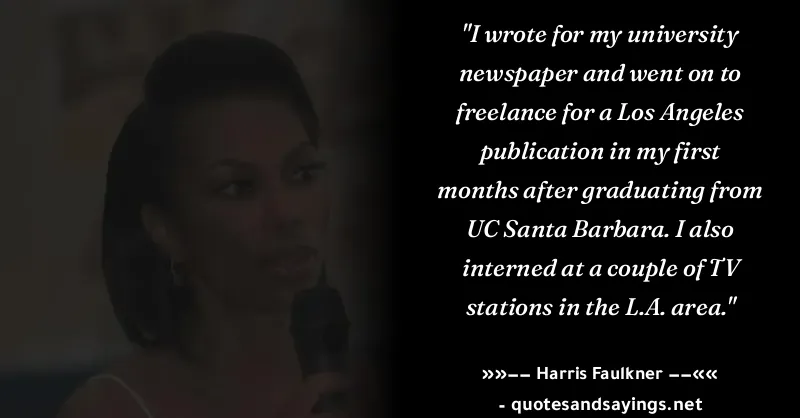 "I wrote for my university
newspaper and went on to
freelance for a Los Angeles
publication in my first
months after graduating from
UC Santa Barbara. I also
interned at a couple of TV
stations in the L.A. area."
»»–– Harris Faulkner ––««
- quotesandsayings.net